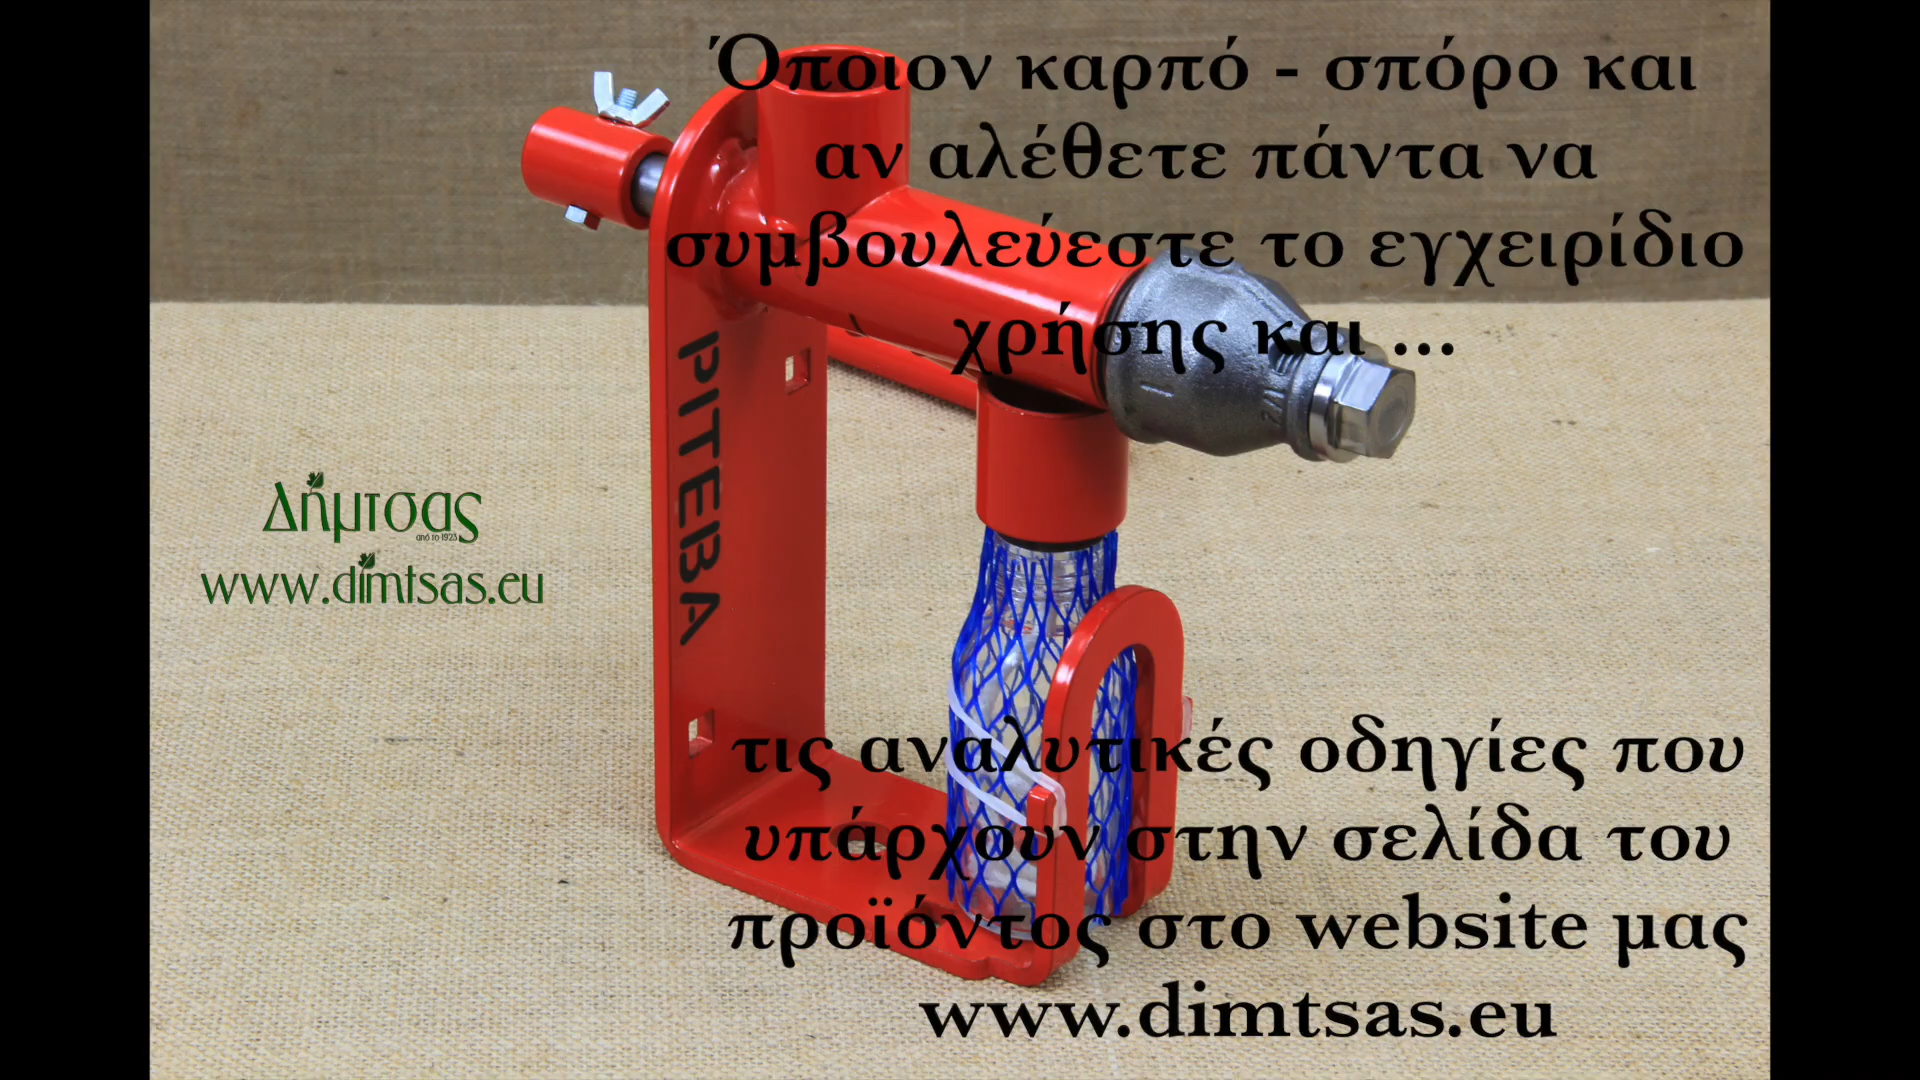 Όποιον καρπό - σπόρο και
αν αλέθετε πάντα να
συμβουλεύεστε το εγχειρίδιο
χρήσης και ...
PITEBA
Δήμτσας
από το 1923
www.dimtsas.eu
τις αναλυτικές οδηγίες που
υπάρχουν στην σελίδα του
προϊόντος στο website μας
www.dimtsas.eu